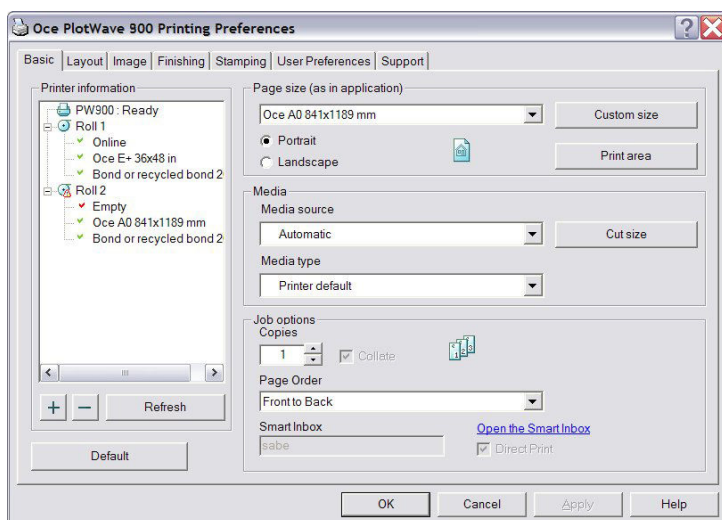 Oce PlotWave 900 Printing Preferences
Basic Layout Image Finishing Stamping User Preferences Support
Printer information
PW900 : Ready
Roll 1
Online
Oce E+ 36x48 in
Bond or recycled bond 2
Roll 2
Empty
Oce A0 841x1189 mm
Bond or recycled bond 2
+ − Refresh
Default
Page size (as in application)
Oce A0 841x1189 mm Custom size
Portrait
Landscape
Print area
Media
Media source
Automatic Cut size
Media type
Printer default
Job options
Copies
1 Collate
Page Order
Front to Back
Smart Inbox Open the Smart Inbox
sabe Direct Print
OK Cancel Apply Help